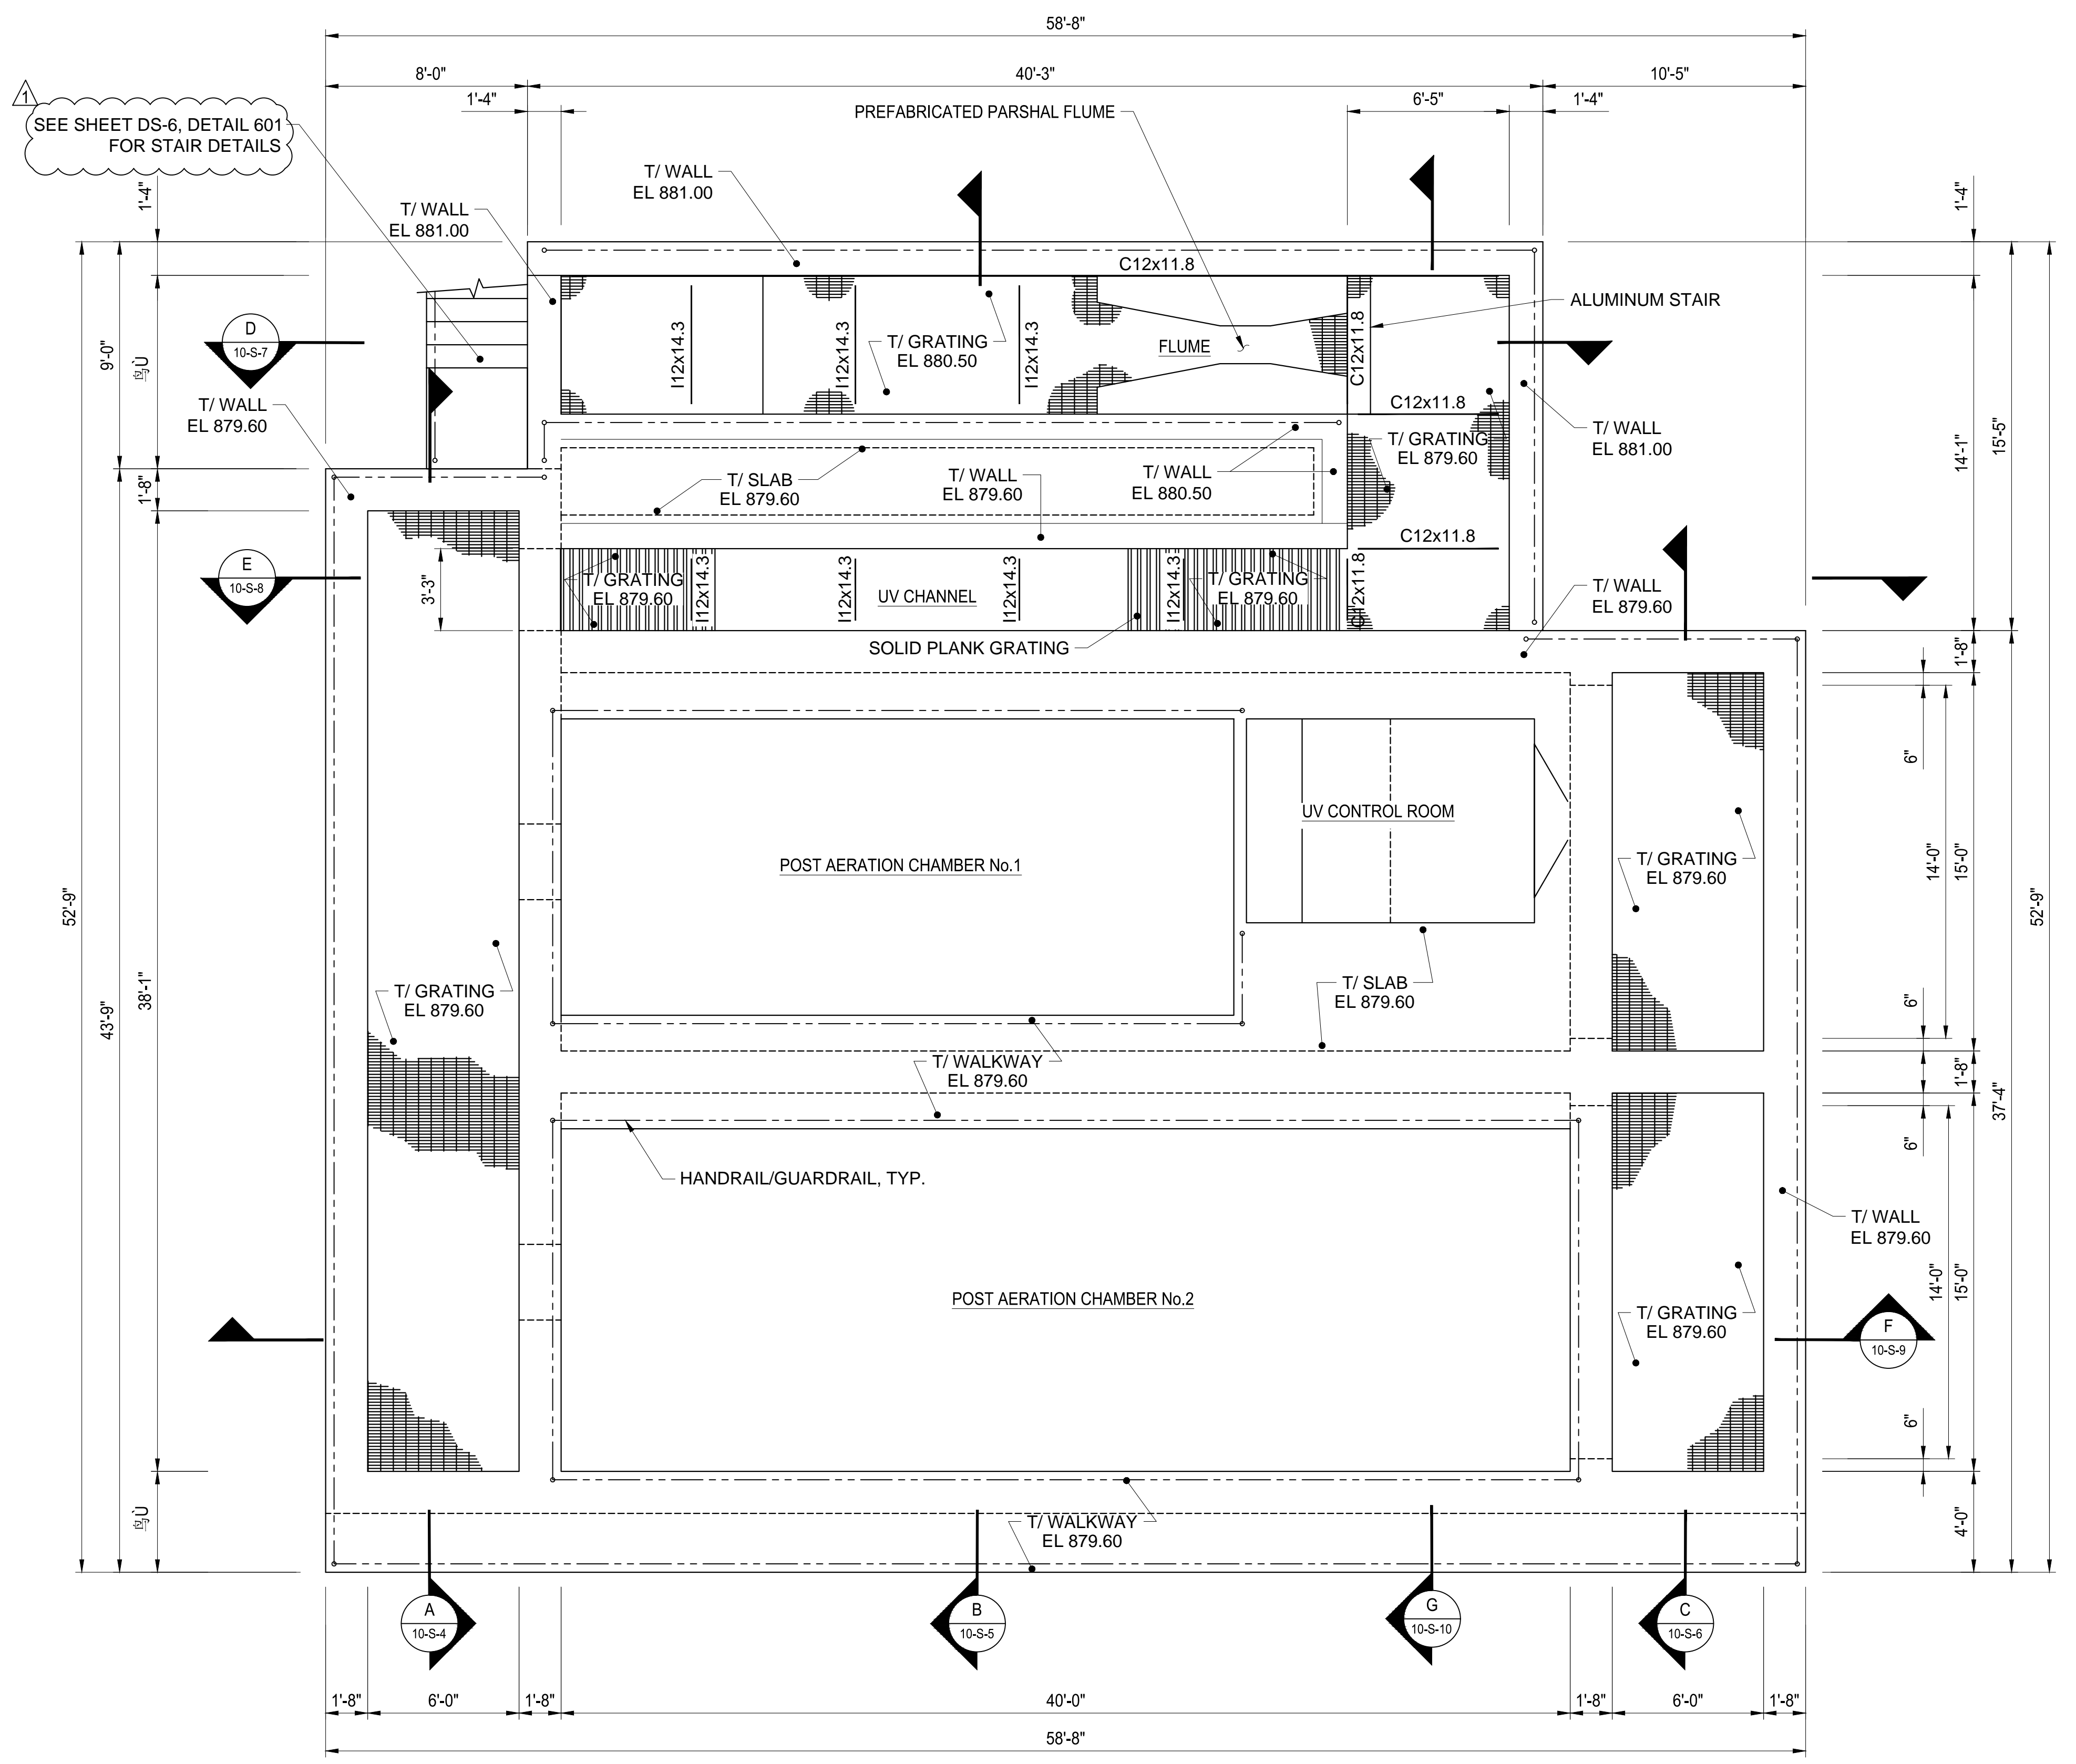 58'-8"
8'-0"
40'-3"
10'-5"
1'-4"
6'-5"
1'-4"
1
SEE SHEET DS-6, DETAIL 601
FOR STAIR DETAILS
PREFABRICATED PARSHAL FLUME
T/ WALL
EL 881.00
T/ WALL
EL 881.00
1'-4"
1'-4"
C12x11.8
ALUMINUM STAIR
D
10-S-7
9'-0"
I12x14.3
I12x14.3
I12x14.3
T/ GRATING
EL 880.50
FLUME
C12x11.8
C12x11.8
T/ WALL
EL 879.60
T/ WALL
EL 881.00
T/ GRATING
EL 879.60
14'-1"
15'-5"
1'-8"
T/ SLAB
EL 879.60
T/ WALL
EL 879.60
T/ WALL
EL 880.50
C12x11.8
E
10-S-8
3'-3"
T/ GRATING
EL 879.60
I12x14.3
I12x14.3
UV CHANNEL
I12x14.3
I12x14.3
T/ GRATING
EL 879.60
C12x11.8
T/ WALL
EL 879.60
SOLID PLANK GRATING
1'-8"
6"
UV CONTROL ROOM
POST AERATION CHAMBER No.1
T/ GRATING
EL 879.60
14'-0"
15'-0"
52'-9"
52'-9"
43'-9"
38'-1"
T/ GRATING
EL 879.60
T/ SLAB
EL 879.60
6"
T/ WALKWAY
EL 879.60
1'-8"
37'-4"
6"
HANDRAIL/GUARDRAIL, TYP.
T/ WALL
EL 879.60
POST AERATION CHAMBER No.2
14'-0"
15'-0"
T/ GRATING
EL 879.60
F
10-S-9
6"
T/ WALKWAY
EL 879.60
4'-0"
A
10-S-4
B
10-S-5
G
10-S-10
C
10-S-6
1'-8"
6'-0"
1'-8"
40'-0"
1'-8"
6'-0"
1'-8"
58'-8"